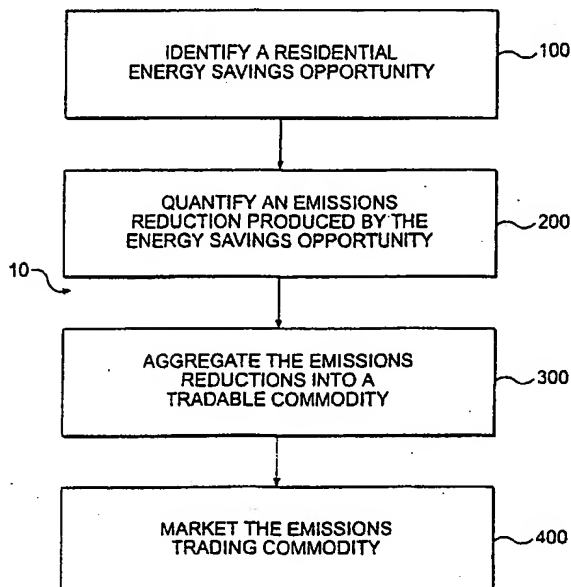 IDENTIFY A RESIDENTIAL
ENERGY SAVINGS OPPORTUNITY
100
QUANTIFY AN EMISSIONS
REDUCTION PRODUCED BY THE
ENERGY SAVINGS OPPORTUNITY
200
10
AGGREGATE THE EMISSIONS
REDUCTIONS INTO A
TRADABLE COMMODITY
300
MARKET THE EMISSIONS
TRADING COMMODITY
400